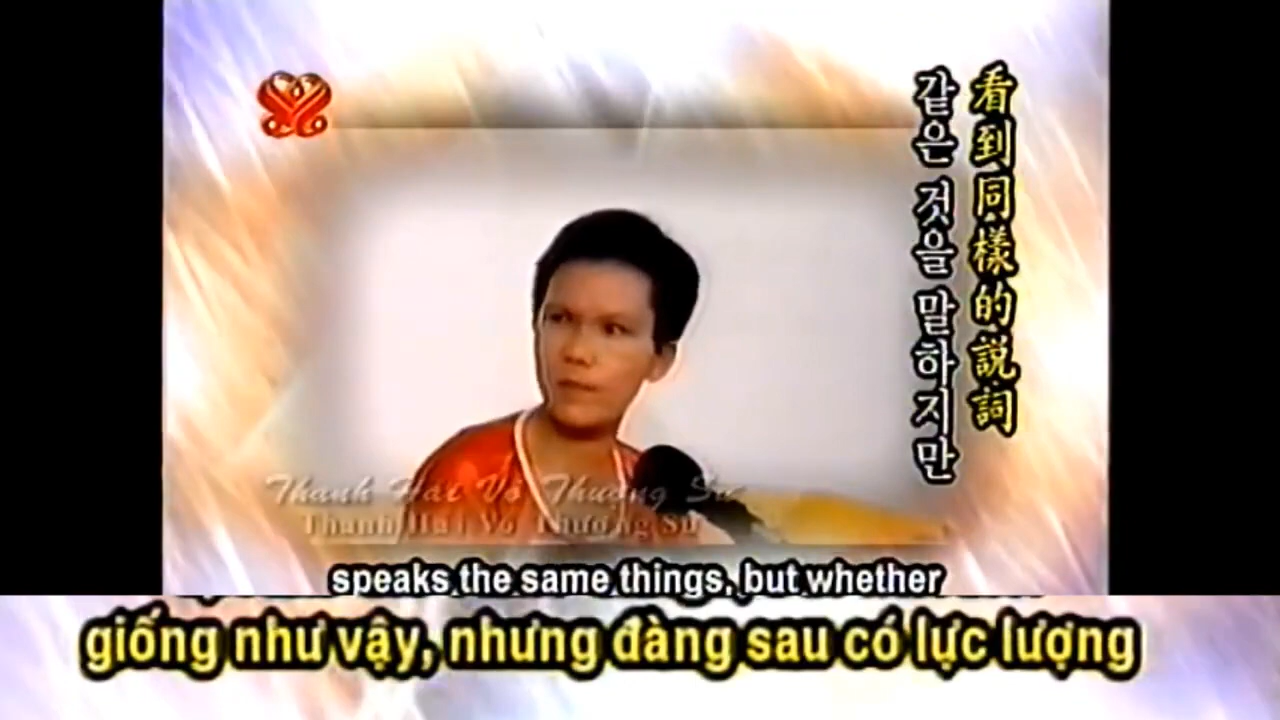 看到同樣的說詞
같은 것을 말하지만
Thanh Hải Vô Thượng Sư
Thanh Hải Vô Thượng Sư
speaks the same things, but whether
giống như vậy, nhưng đàng sau có lực lượng